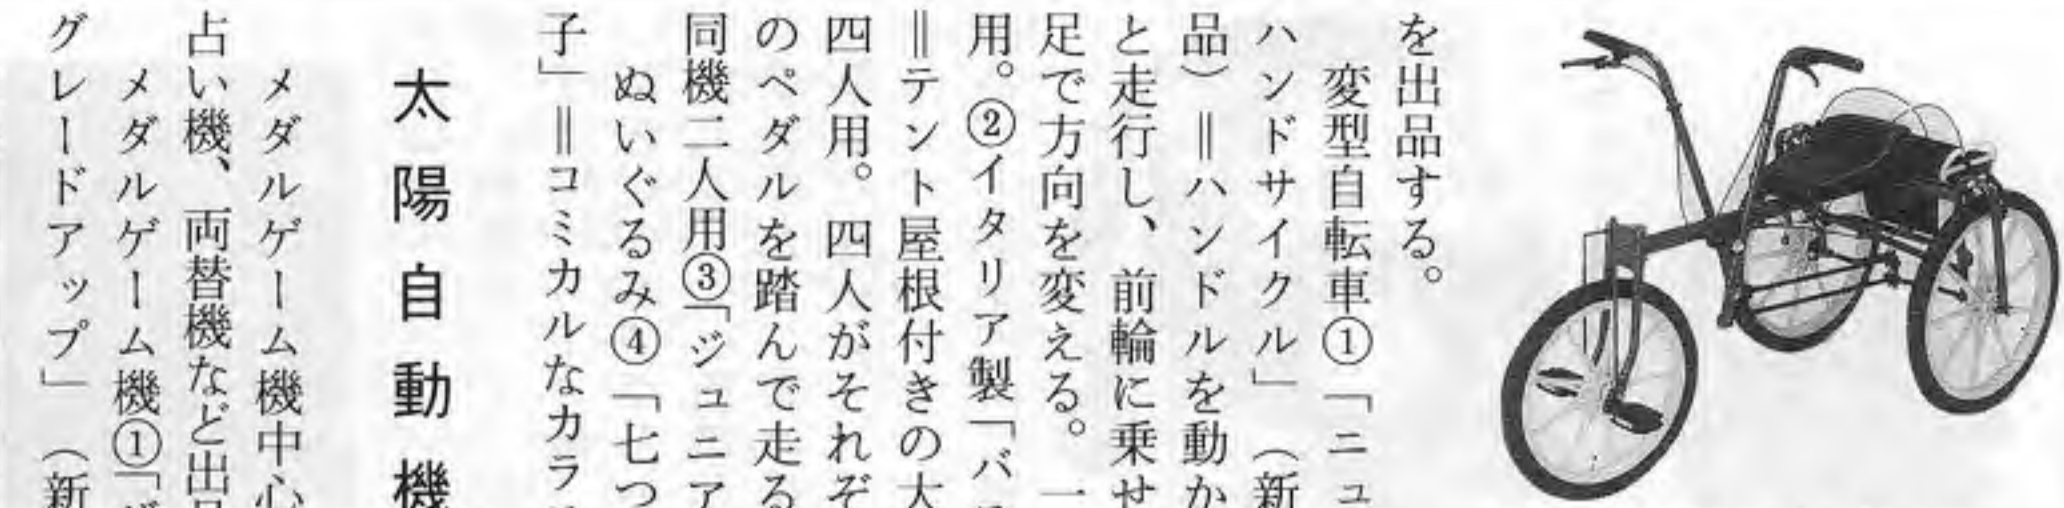 を出品する。
変型自転車①「ニュ
ハンドサイクル」（新
品）＝ハンドルを動か
と走行し、前輪に乗せ
足で方向を変える。一
用。②イタリア製「バ
＝テント屋根付きの大
四人用。四人がそれぞ
のペダルを踏んで走る
同機二人用③「ジュニア
ぬいぐるみ④「七つ
子」＝コミカルなカラ
太陽自動機
メダルゲーム機中心
占い機、両替機など出品
メダルゲーム機①「
グレードアップ」（新